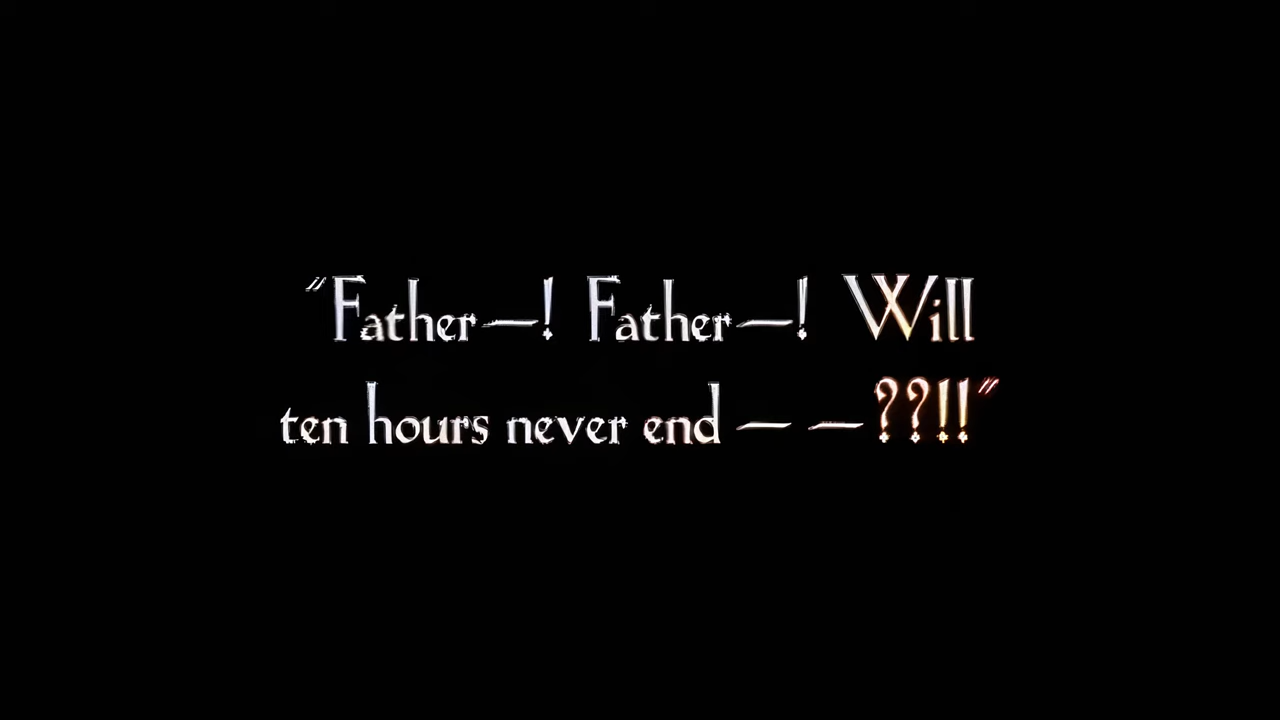 "Father—! Father—! Will
ten hours never end — —??!!"